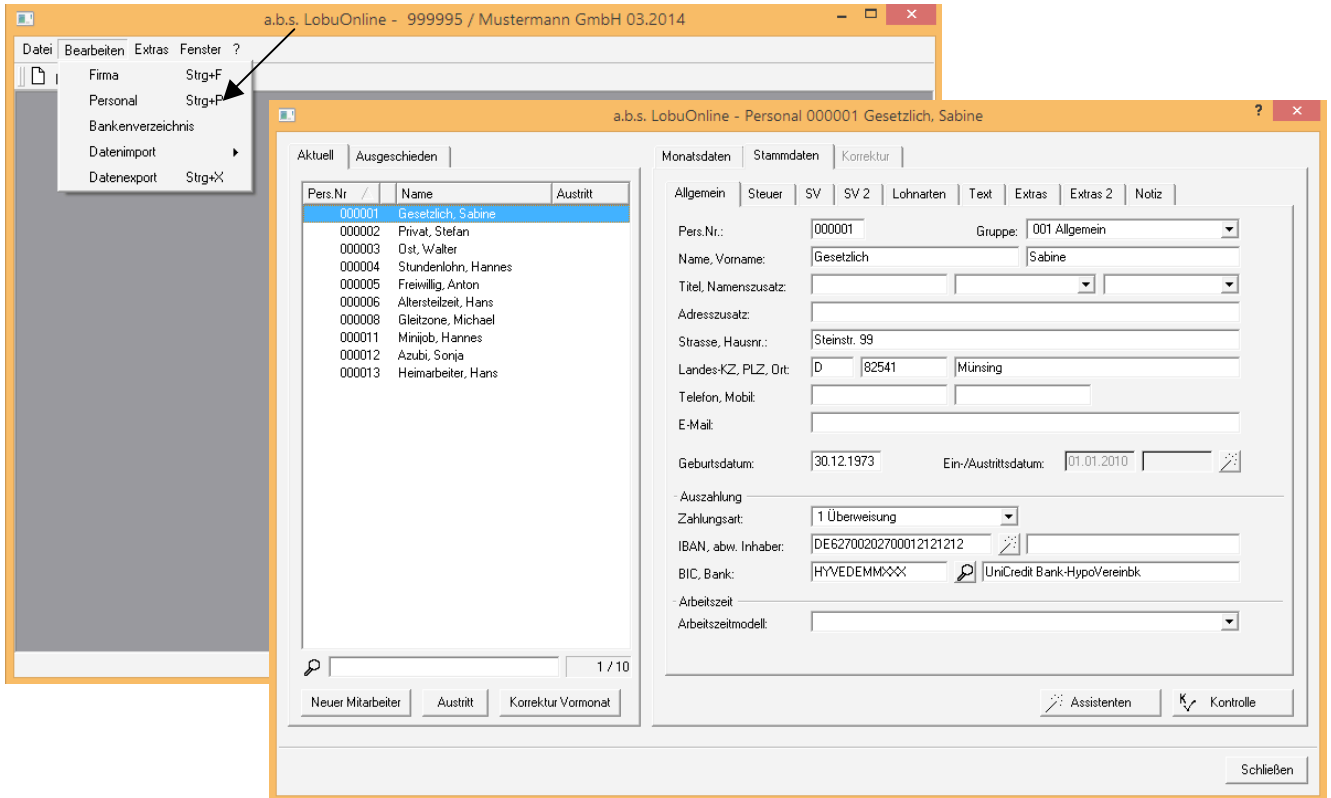 a.b.s. LobuOnline - 999995 / Mustermann GmbH 03.2014
Datei Bearbeiten Extras Fenster ?
Firma Strg+F
Personal Strg+P
Bankenverzeichnis
Datenimport
Datenexport Strg+X
a.b.s. LobuOnline - Personal 000001 Gesetzlich, Sabine ?
Aktuell Ausgeschieden
Pers.Nr Name Austritt
000001 Gesetzlich, Sabine
000002 Privat, Stefan
000003 Ost, Walter
000004 Stundenlohn, Hannes
000005 Freiwillig, Anton
000006 Altersteilzeit, Hans
000008 Gleitzone, Michael
000011 Minijob, Hannes
000012 Azubi, Sonja
000013 Heimarbeiter, Hans
1 / 10
Neuer Mitarbeiter Austritt Korrektur Vormonat
Monatsdaten Stammdaten Korrektur
Allgemein Steuer SV SV 2 Lohnarten Text Extras Extras 2 Notiz
Pers.Nr.: 000001 Gruppe: 001 Allgemein
Name, Vorname: Gesetzlich Sabine
Titel, Namenszusatz:
Adresszusatz:
Strasse, Hausnr.: Steinstr. 99
Landes-KZ, PLZ, Ort: D 82541 Münsing
Telefon, Mobil:
E-Mail:
Geburtsdatum: 30.12.1973 Ein-/Austrittsdatum: 01.01.2010
Auszahlung
Zahlungsart: 1 Überweisung
IBAN, abw. Inhaber: DE62700202700012121212
BIC, Bank: HYVEDEMMXXX UniCredit Bank-HypoVereinbk
Arbeitszeit
Arbeitszeitmodell:
Assistenten Kontrolle
Schließen